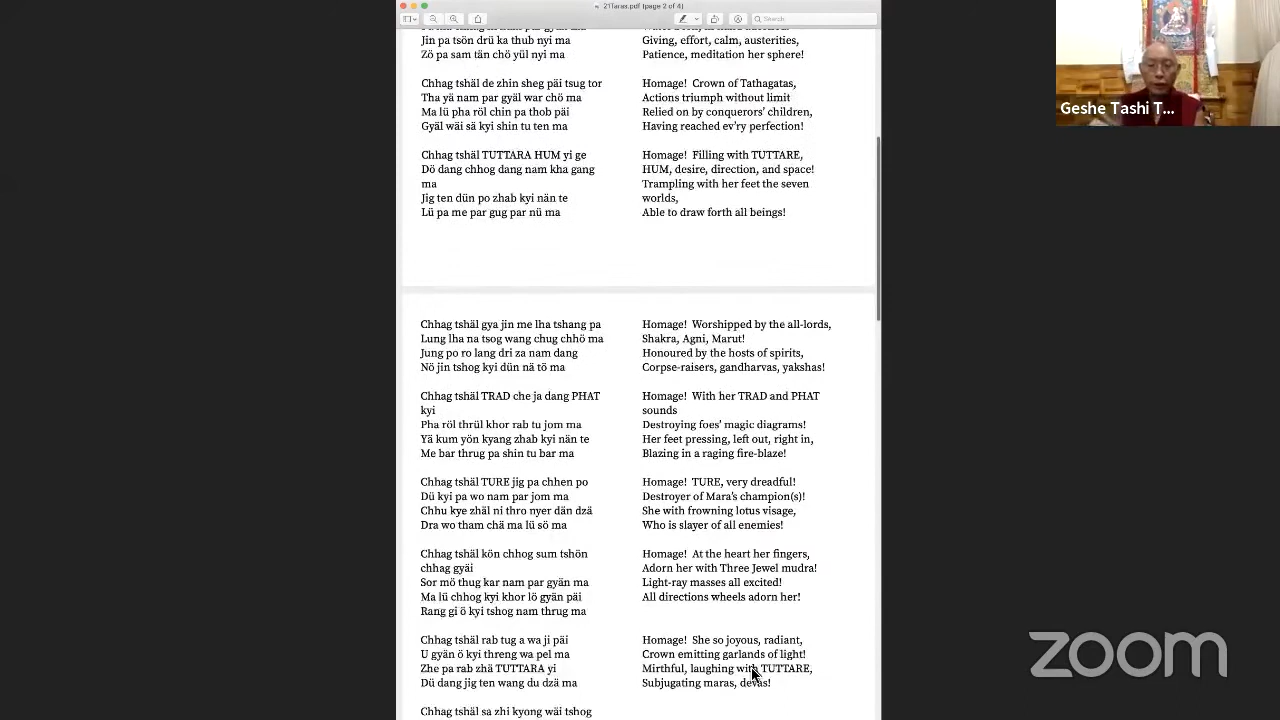 21Taras.pdf (page 2 of 4)
Search
Jin pa tsön drü ka thub nyi ma
Zö pa sam tän chö yül nyi ma
Chhag tshäl de zhin sheg päi tsug tor
Tha yä nam par gyäl war chö ma
Ma lü pha röl chin pa thob päi
Gyäl wäi sä kyi shin tu ten ma
Chhag tshäl TUTTARA HUM yi ge
Dö dang chhog dang nam kha gang
ma
Jig ten dün po zhab kyi nän te
Lü pa me par gug par nü ma
Giving, effort, calm, austerities,
Patience, meditation her sphere!
Homage!  Crown of Tathagatas,
Actions triumph without limit
Relied on by conquerors’ children,
Having reached ev’ry perfection!
Homage!  Filling with TUTTARE,
HUM, desire, direction, and space!
Trampling with her feet the seven
worlds,
Able to draw forth all beings!
Chhag tshäl gya jin me lha tshang pa
Lung lha na tsog wang chug chhö ma
Jung po ro lang dri za nam dang
Nö jin tshog kyi dün nä tö ma
Chhag tshäl TRAD che ja dang PHAT
kyi
Pha röl thrül khor rab tu jom ma
Yä kum yön kyang zhab kyi nän te
Me bar thrug pa shin tu bar ma
Chhag tshäl TURE jig pa chhen po
Dü kyi pa wo nam par jom ma
Chhu kye zhäl ni thro nyer dän dzä
Dra wo tham chä ma lü sö ma
Chhag tshäl kön chhog sum tshön
chhag gyäi
Sor mö thug kar nam par gyän ma
Ma lü chhog kyi khor lö gyän päi
Rang gi ö kyi tshog nam thrug ma
Chhag tshäl rab tug a wa ji päi
U gyän ö kyi threng wa pel ma
Zhe pa rab zhä TUTTARA yi
Dü dang jig ten wang du dzä ma
Chhag tshäl sa zhi kyong wäi tshog
Homage!  Worshipped by the all-lords,
Shakra, Agni, Marut!
Honoured by the hosts of spirits,
Corpse-raisers, gandharvas, yakshas!
Homage!  With her TRAD and PHAT
sounds
Destroying foes’ magic diagrams!
Her feet pressing, left out, right in,
Blazing in a raging fire-blaze!
Homage!  TURE, very dreadful!
Destroyer of Mara’s champion(s)!
She with frowning lotus visage,
Who is slayer of all enemies!
Homage!  At the heart her fingers,
Adorn her with Three Jewel mudra!
Light-ray masses all excited!
All directions wheels adorn her!
Homage!  She so joyous, radiant,
Crown emitting garlands of light!
Mirthful, laughing with TUTTARE,
Subjugating maras, devas!
Geshe Tashi T...
zoom